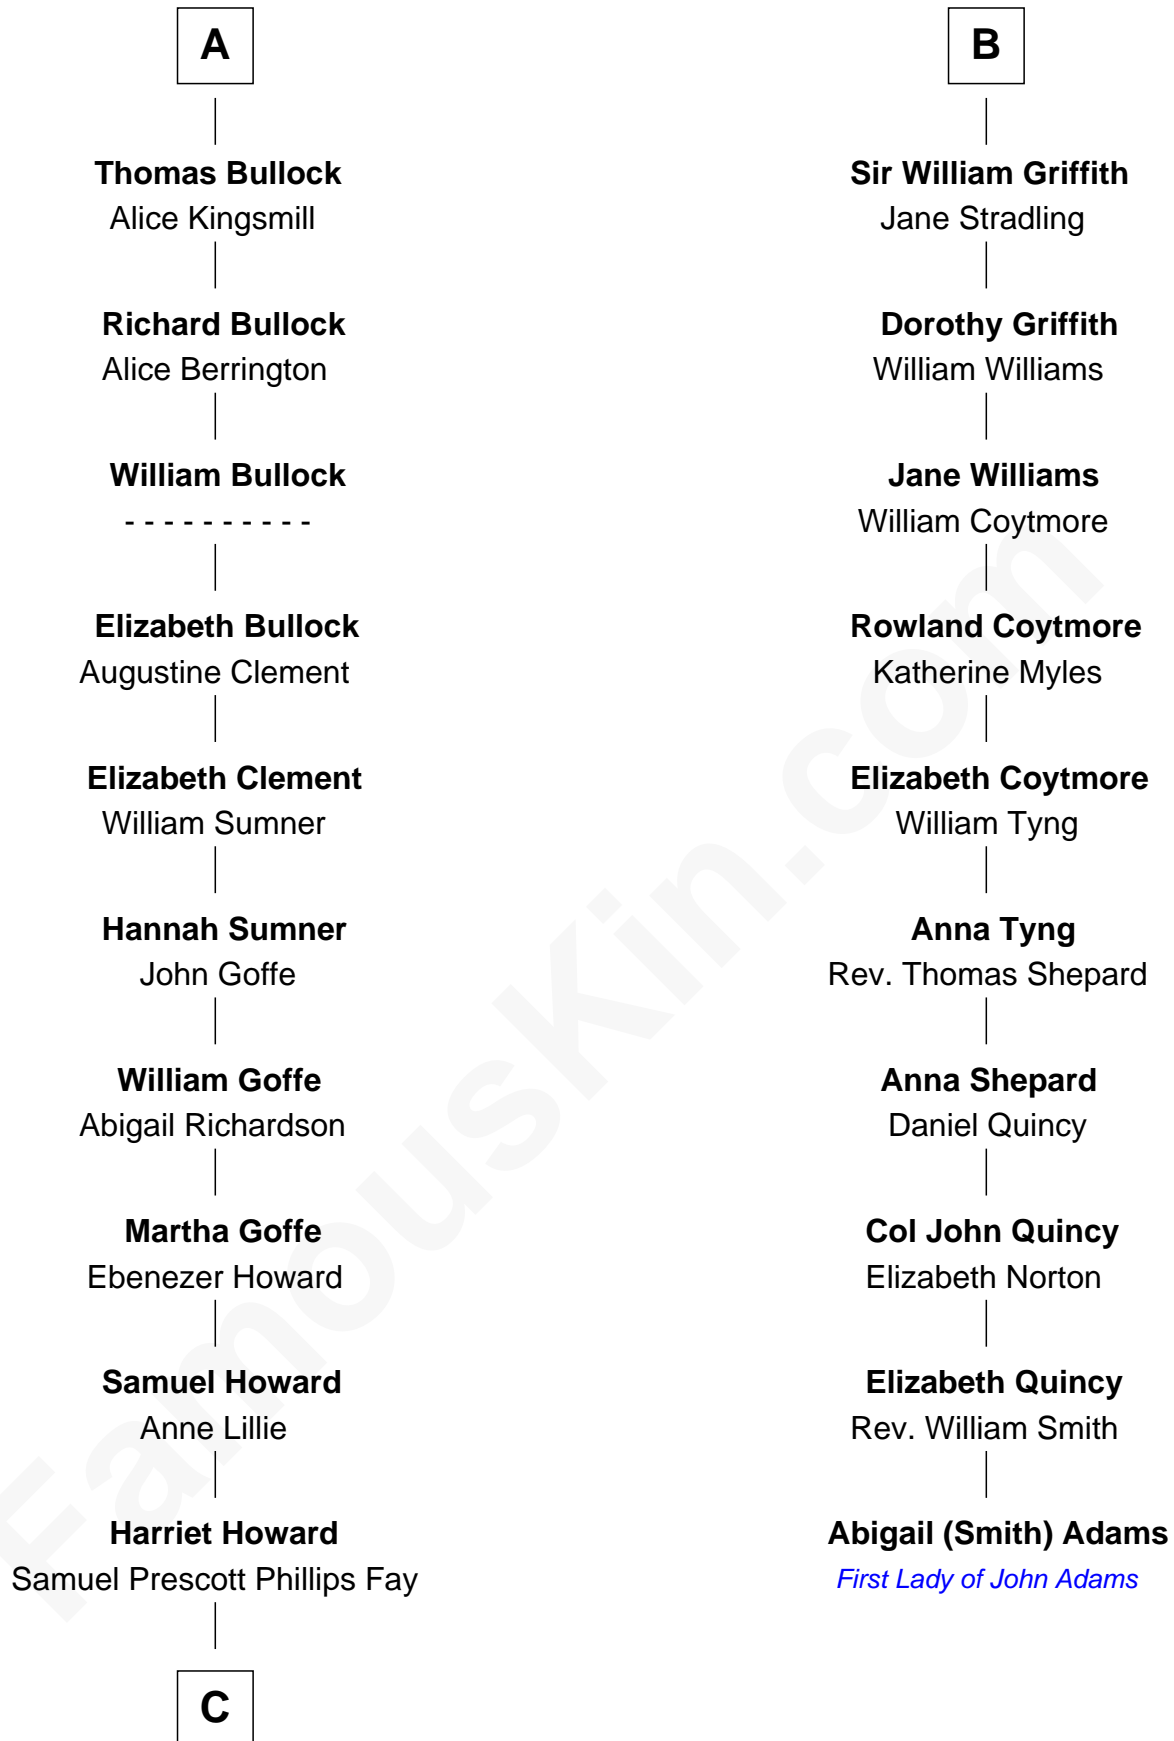 A
Thomas Bullock
Alice Kingsmill
Richard Bullock
Alice Berrington
William Bullock
- - - - - - - - - -
Elizabeth Bullock
Augustine Clement
Elizabeth Clement
William Sumner
Hannah Sumner
John Goffe
William Goffe
Abigail Richardson
Martha Goffe
Ebenezer Howard
Samuel Howard
Anne Lillie
Harriet Howard
Samuel Prescott Phillips Fay
C
B
Sir William Griffith
Jane Stradling
Dorothy Griffith
William Williams
Jane Williams
William Coytmore
Rowland Coytmore
Katherine Myles
Elizabeth Coytmore
William Tyng
Anna Tyng
Rev. Thomas Shepard
Anna Shepard
Daniel Quincy
Col John Quincy
Elizabeth Norton
Elizabeth Quincy
Rev. William Smith
Abigail (Smith) Adams
First Lady of John Adams
FamousKin.com